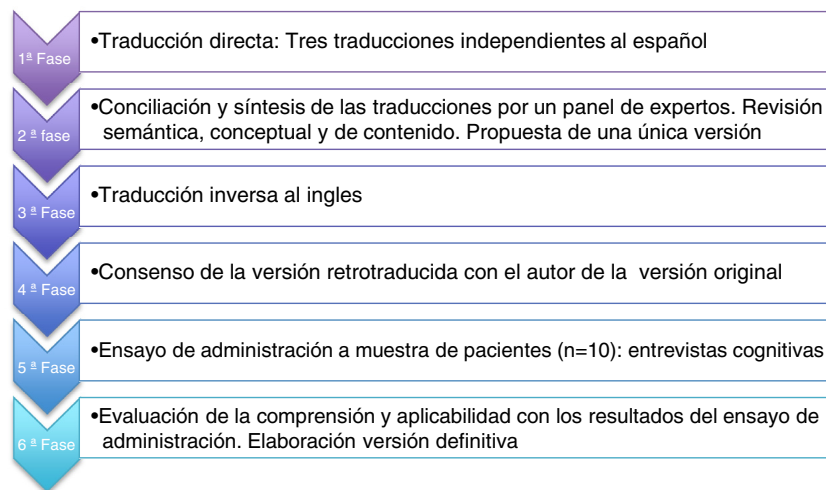 1ª Fase
•Traducción directa: Tres traducciones independientes al español
2 ª fase
•Conciliación y síntesis de las traducciones por un panel de expertos. Revisión
semántica, conceptual y de contenido. Propuesta de una única versión
3 ª Fase
•Traducción inversa al ingles
4 ª Fase
•Consenso de la versión retrotraducida con el autor de la versión original
5 ª Fase
•Ensayo de administración a muestra de pacientes (n=10): entrevistas cognitivas
6 ª Fase
•Evaluación de la comprensión y aplicabilidad con los resultados del ensayo de
administración. Elaboración versión definitiva